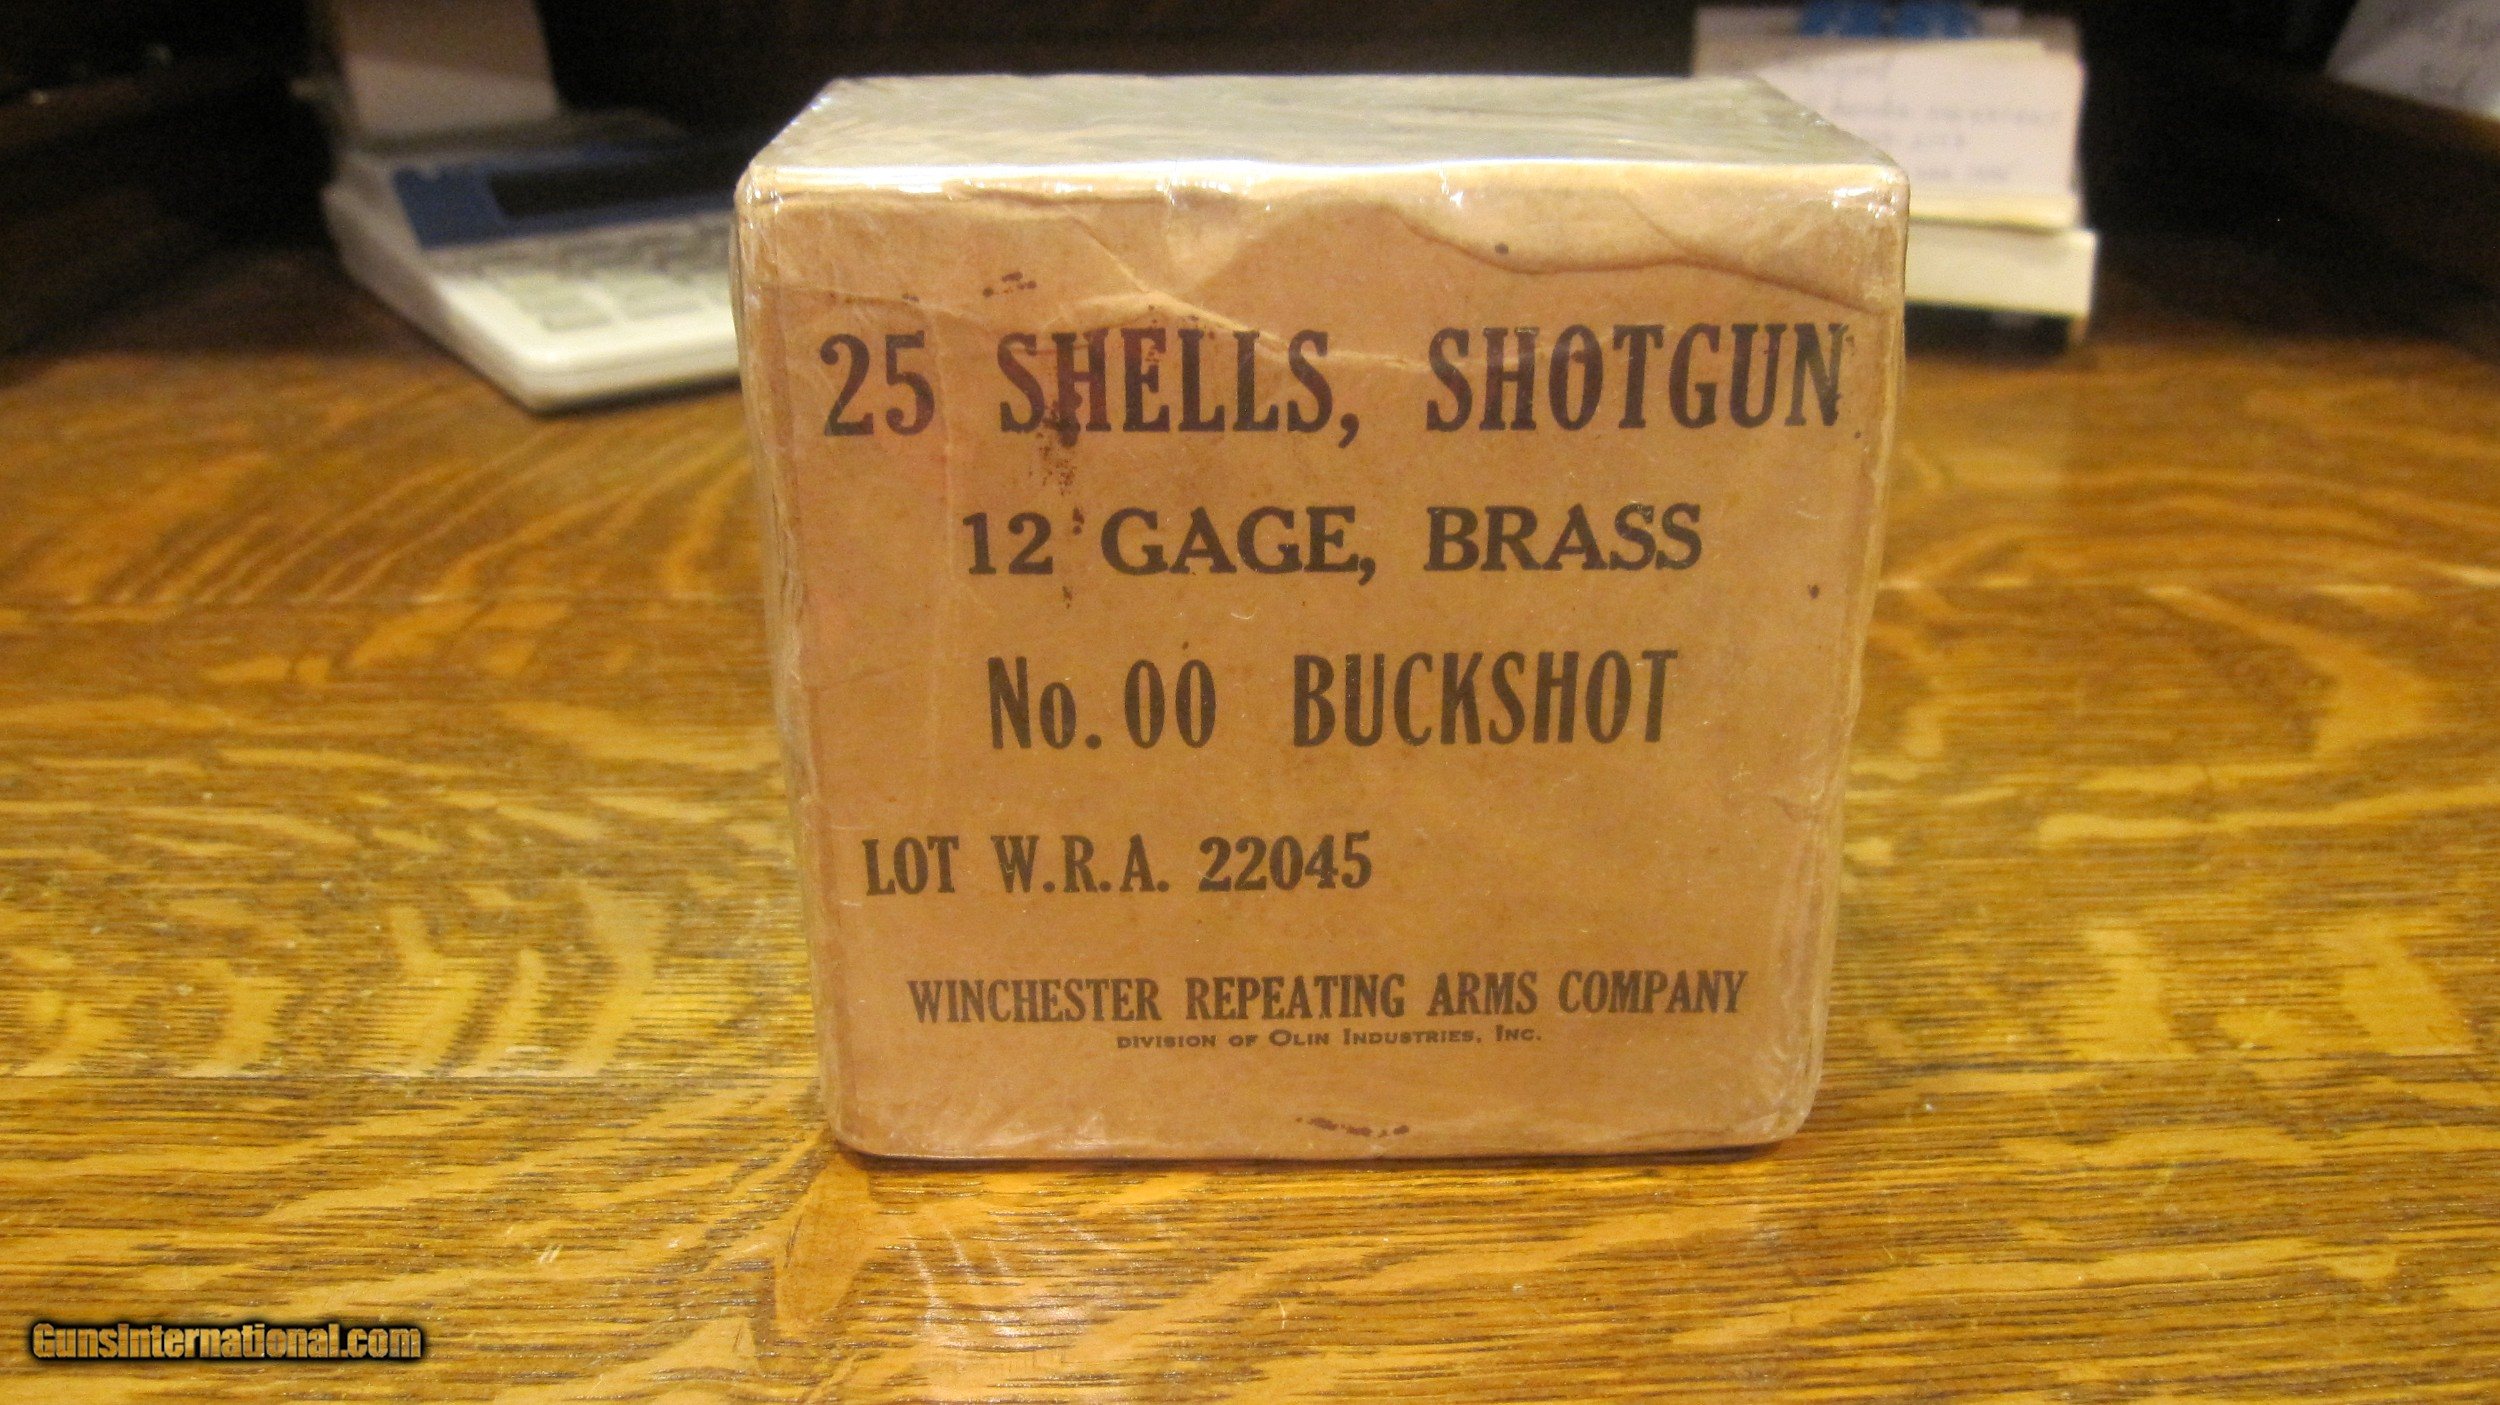 25 SHELLS, SHOTGUN
12 GAGE, BRASS
No. 00 BUCKSHOT
LOT W.R.A. 22045
WINCHESTER REPEATING ARMS COMPANY
DIVISION OF OLIN INDUSTRIES, INC.
GunsInternational.com